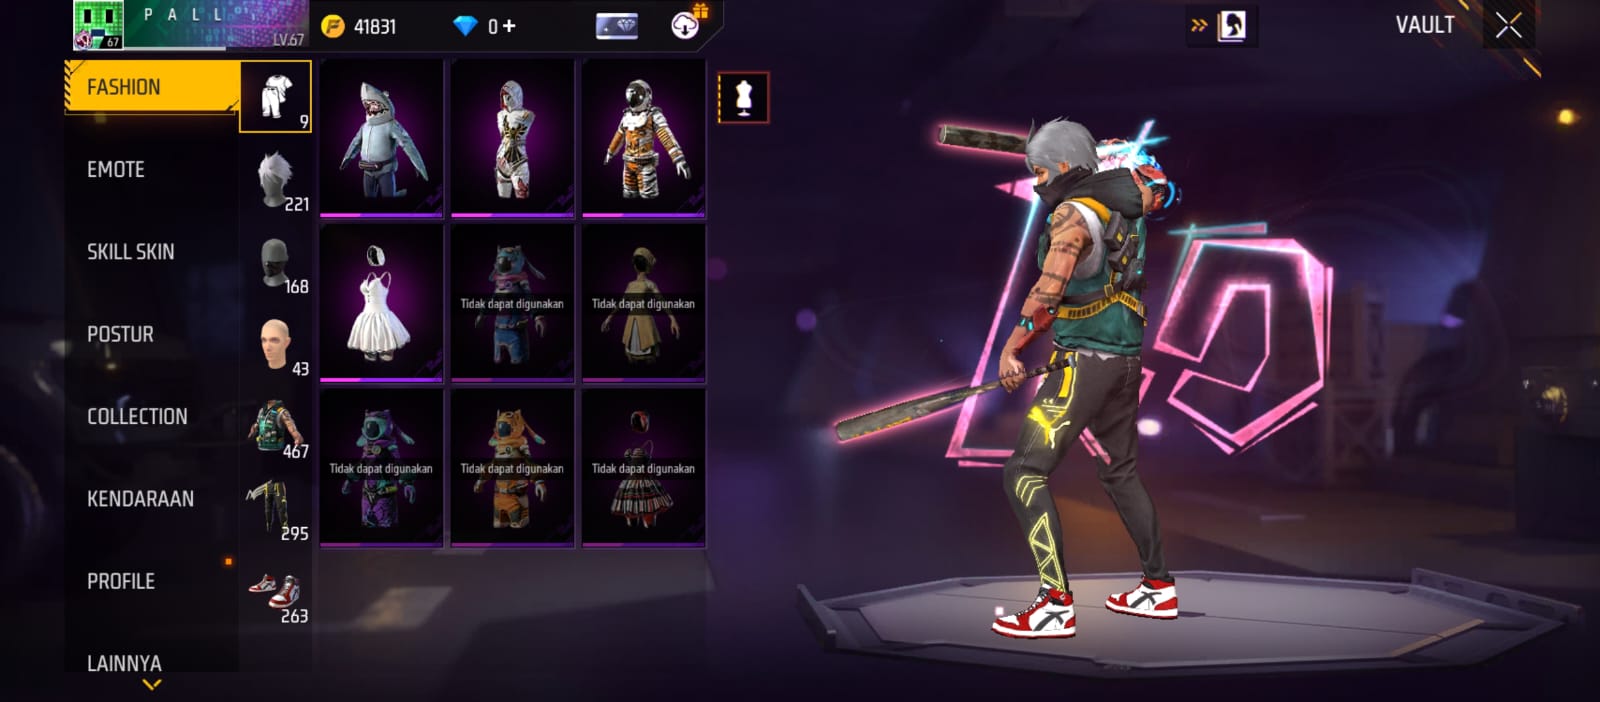 P A L L
67
LV.67
41831
0+
VAULT
FASHION
9
EMOTE
221
SKILL SKIN
168
POSTUR
43
COLLECTION
467
KENDARAAN
295
PROFILE
263
LAINNYA
Tidak dapat digunakan
Tidak dapat digunakan
Tidak dapat digunakan
Tidak dapat digunakan
Tidak dapat digunakan